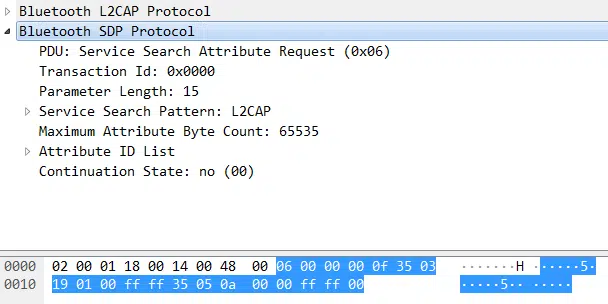 Bluetooth L2CAP Protocol
Bluetooth SDP Protocol
PDU: Service Search Attribute Request (0x06)
Transaction Id: 0x0000
Parameter Length: 15
Service Search Pattern: L2CAP
Maximum Attribute Byte Count: 65535
Attribute ID List
Continuation State: no (00)
0000 02 00 01 18 00 14 00 48 00 06 00 00 00 0f 35 03 .......H ......5.
0010 19 01 00 ff ff 35 05 0a 00 00 ff ff 00 .....5.. .....